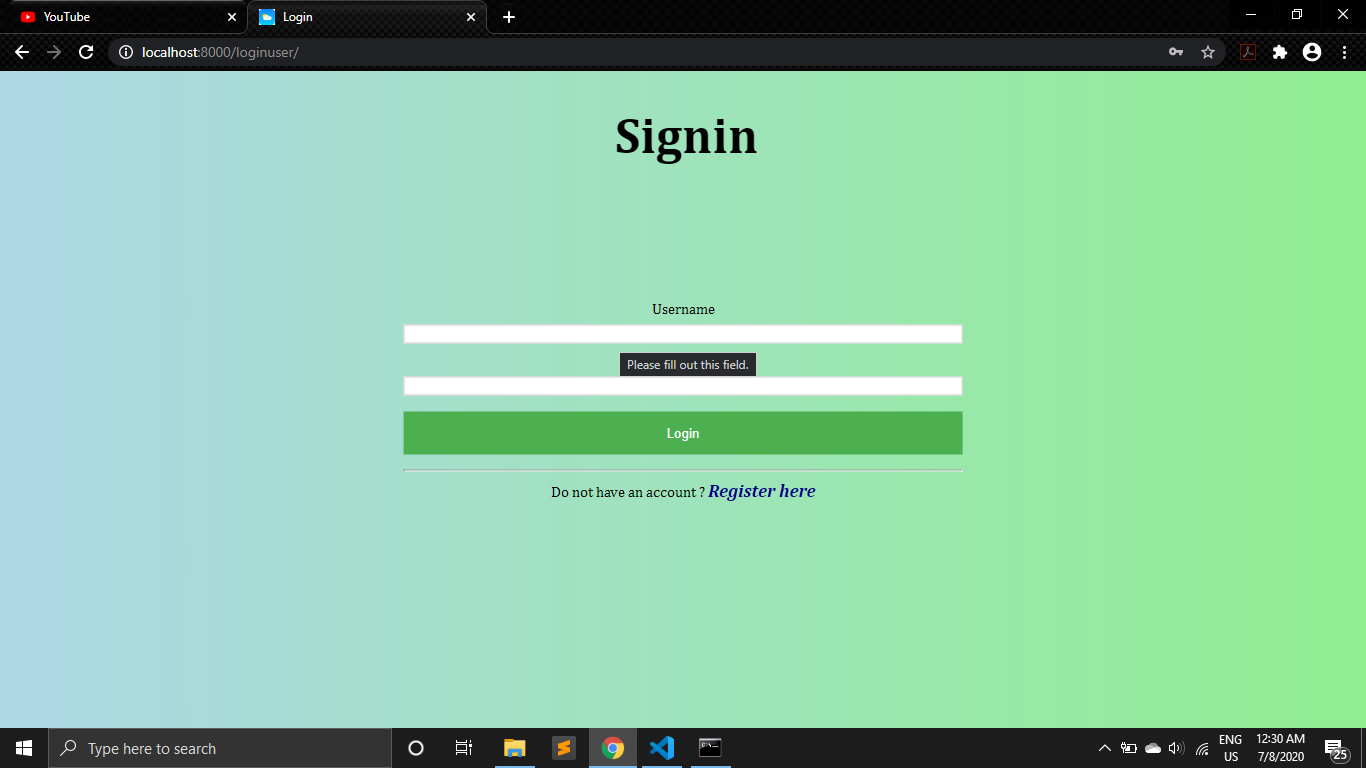 YouTube
Login
localhost:8000/loginuser/
Signin
Username
Please fill out this field.
Login
Do not have an account ? Register here
Type here to search
ENG
US
12:30 AM
7/8/2020
25